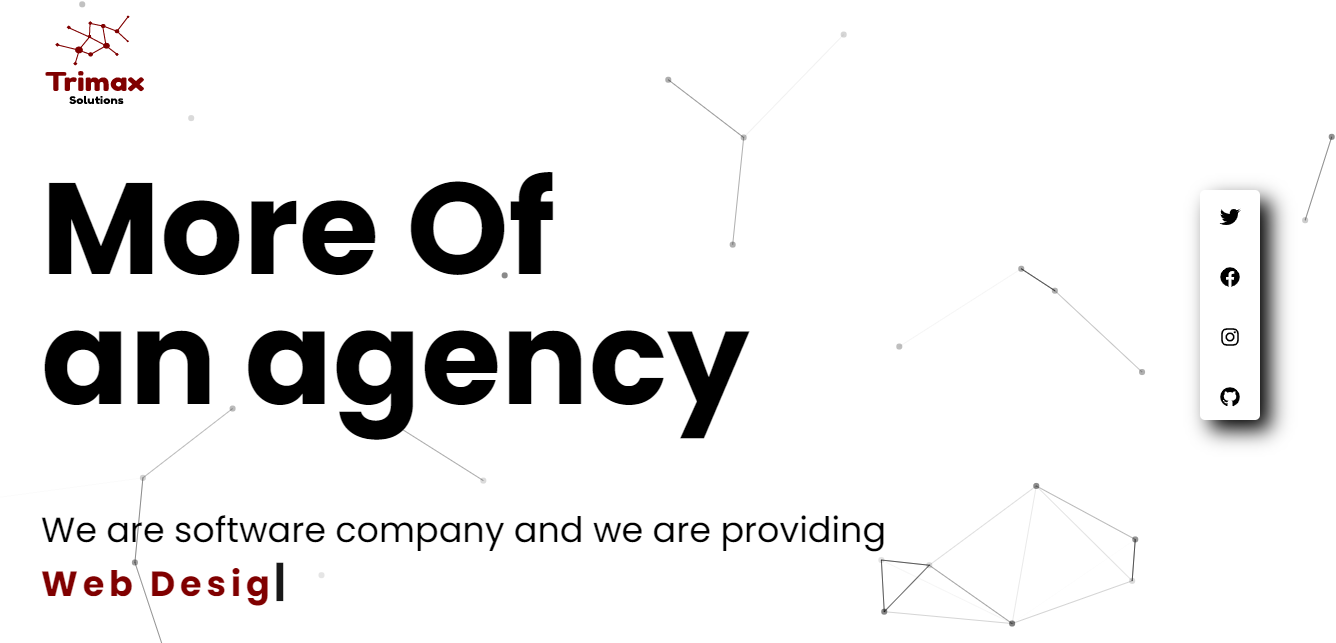 Trimax
Solutions
More Of
an agency
We are software company and we are providing
Web Desig